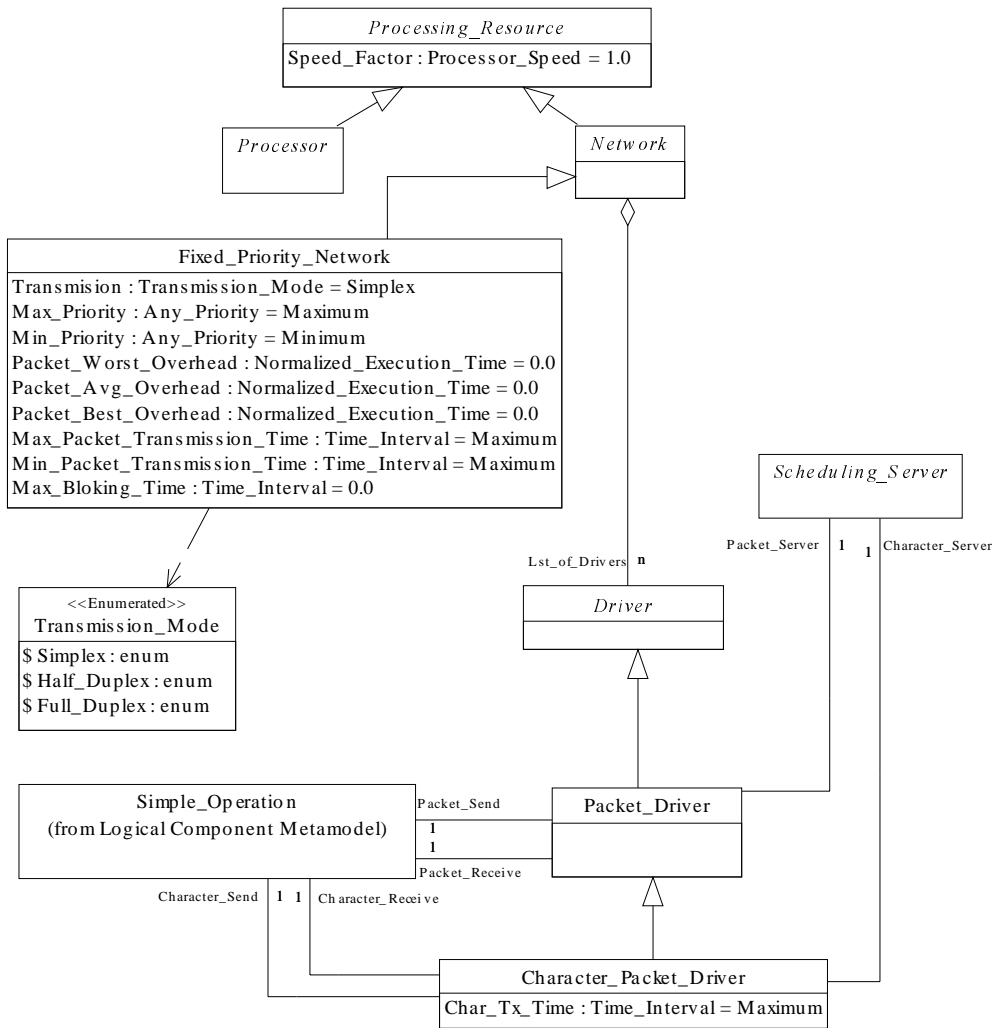 Processing_Resource
Speed_Factor : Processor_Speed = 1.0
Processor
Network
Fixed_Priority_Network
Transmision : Transmission_Mode = Simplex
Max_Priority : Any_Priority = Maximum
Min_Priority : Any_Priority = Minimum
Packet_Worst_Overhead : Normalized_Execution_Time = 0.0
Packet_Avg_Overhead : Normalized_Execution_Time = 0.0
Packet_Best_Overhead : Normalized_Execution_Time = 0.0
Max_Packet_Transmission_Time : Time_Interval = Maximum
Min_Packet_Transmission_Time : Time_Interval = Maximum
Max_Bloking_Time : Time_Interval = 0.0
Scheduling_Server
Packet_Server 1 1 Character_Server
Lst_of_Drivers n
<<Enumerated>>
Transmission_Mode
$ Simplex : enum
$ Half_Duplex : enum
$ Full_Duplex : enum
Driver
Simple_Operation
(from Logical Component Metamodel)
Packet_Send
1
1
Packet_Receive
Packet_Driver
Character_Send 1 1 Character_Receive
Character_Packet_Driver
Char_Tx_Time : Time_Interval = Maximum